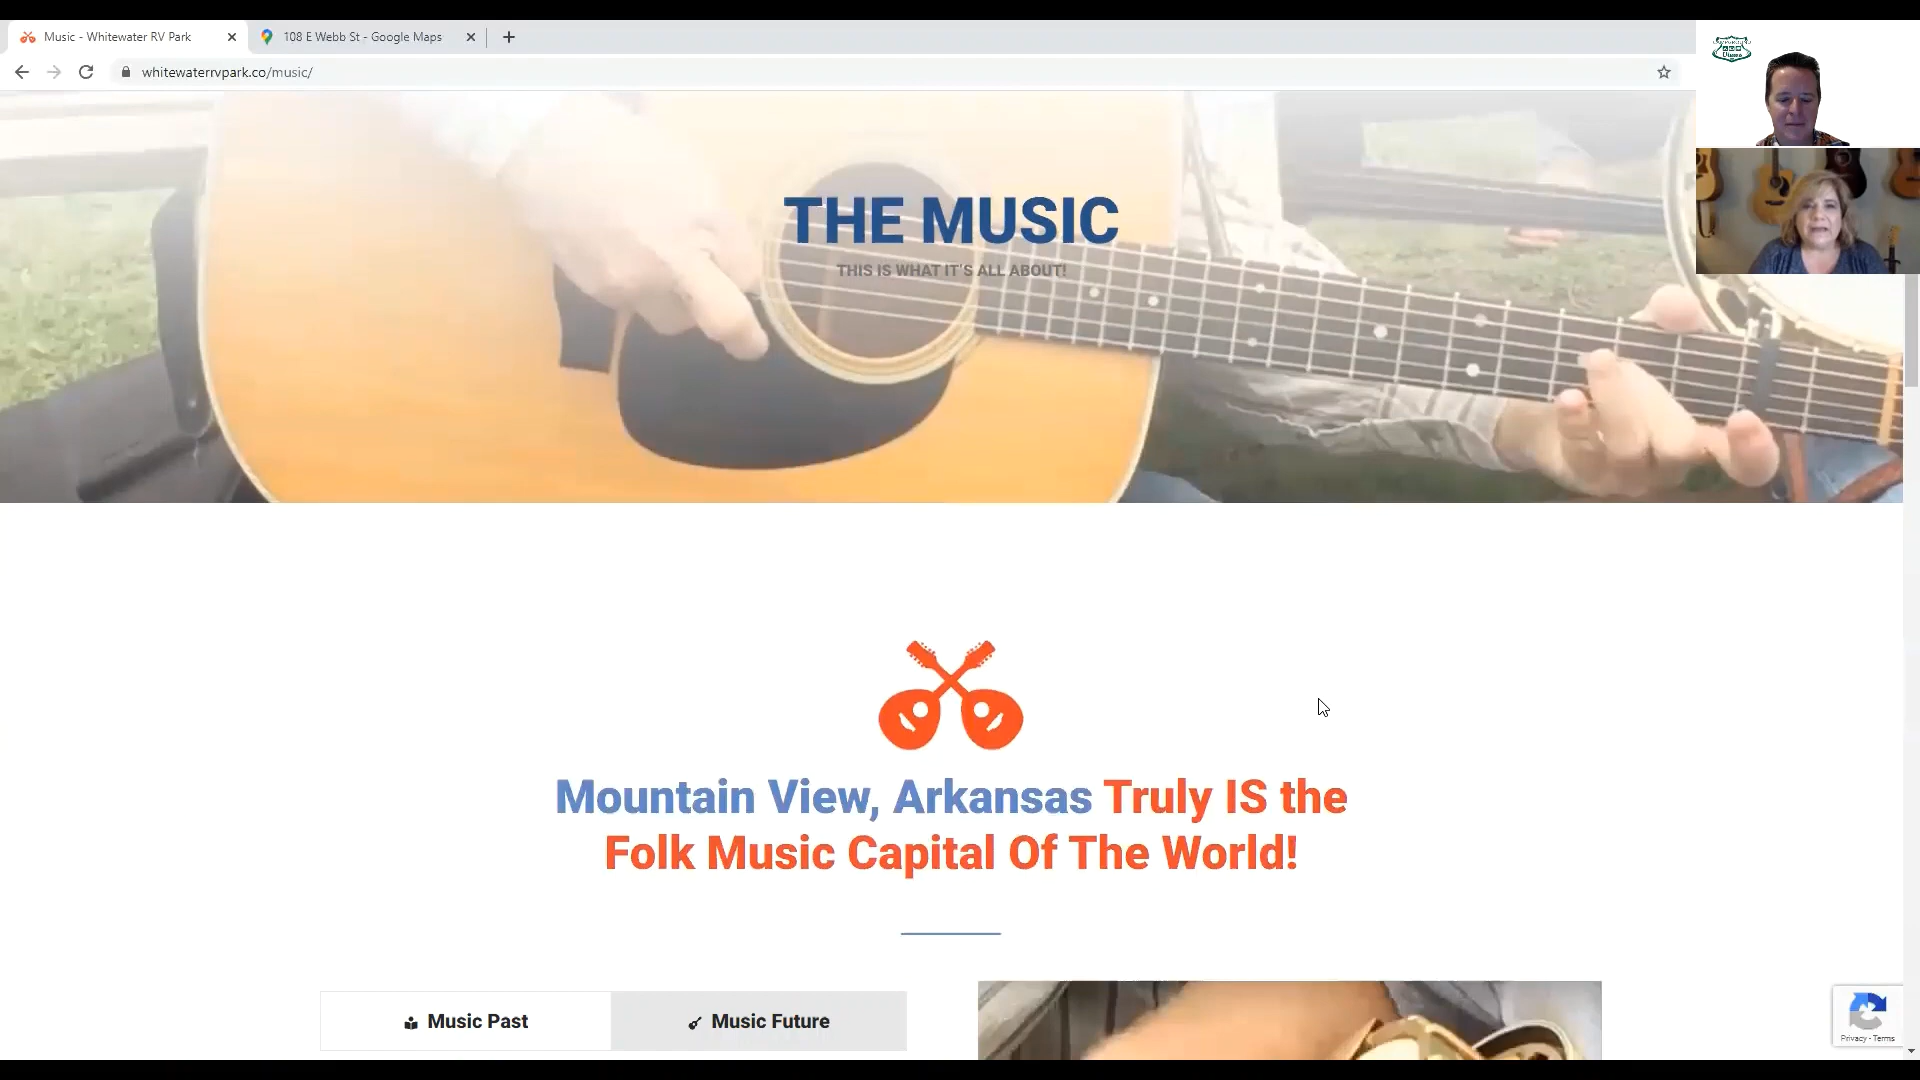 Music - Whitewater RV Park
108 E Webb St - Google Maps
whitewaterrvpark.co/music/
THE MUSIC
THIS IS WHAT IT'S ALL ABOUT!
Mountain View, Arkansas Truly IS the
Folk Music Capital Of The World!
Music Past
Music Future
Privacy - Terms